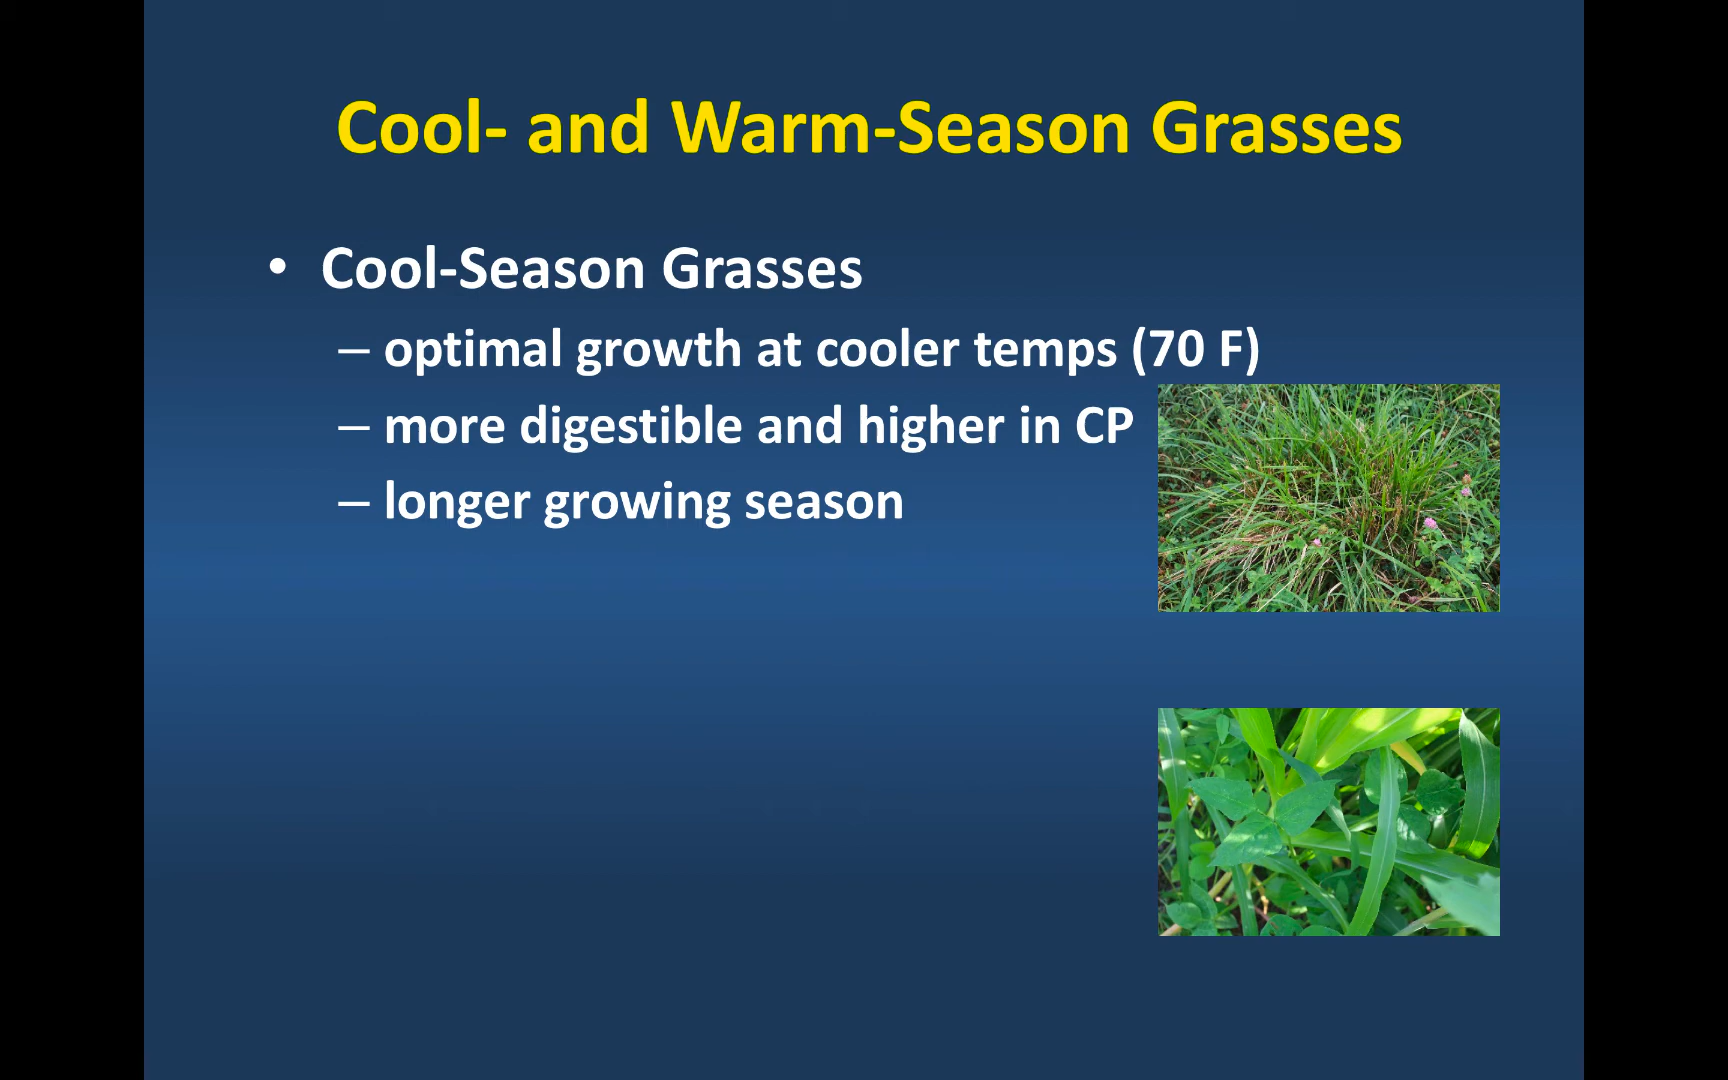 Cool- and Warm-Season Grasses
• Cool-Season Grasses
– optimal growth at cooler temps (70 F)
– more digestible and higher in CP
– longer growing season